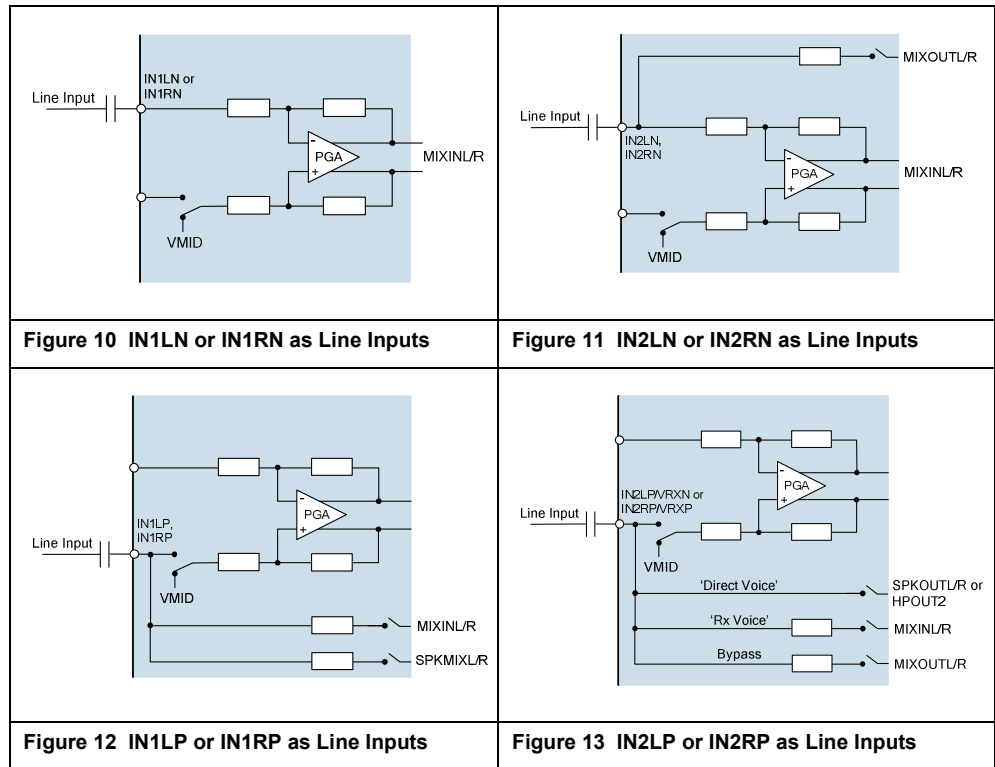 IN1LN or
IN1RN
Line Input
PGA
-
+
MIXINL/R
VMID
Figure 10 IN1LN or IN1RN as Line Inputs
MIXOUTL/R
Line Input
IN2LN,
IN2RN
PGA
-
+
MIXINL/R
VMID
Figure 11 IN2LN or IN2RN as Line Inputs
PGA
-
+
IN1LP,
IN1RP
Line Input
VMID
MIXINL/R
SPKMIXL/R
Figure 12 IN1LP or IN1RP as Line Inputs
PGA
-
+
IN2LP/VRXN or
IN2RP/VRXP
Line Input
VMID
'Direct Voice'
SPKOUTL/R or
HPOUT2
'Rx Voice'
MIXINL/R
Bypass
MIXOUTL/R
Figure 13 IN2LP or IN2RP as Line Inputs